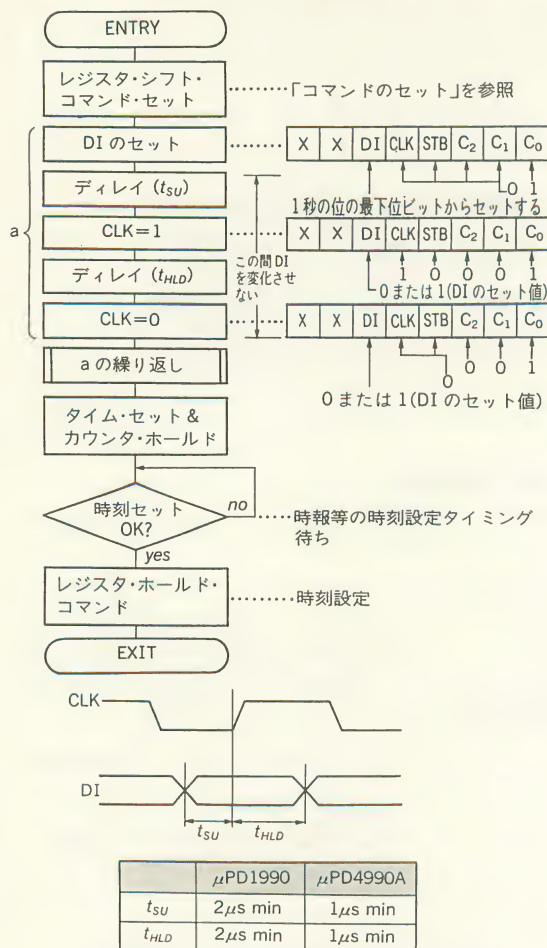 ENTRY
レジスタ・シフト・
コマンド・セット
………「コマンドのセット」を参照
a
DI のセット
X X DI CLK STB C2 C1 C0
0 1
1秒の位の最下位ビットからセットする
ディレイ (tSU)
CLK=1
X X DI CLK STB C2 C1 C0
1 0 0 0 1
0または1(DIのセット値)
この間DI
を変化させ
ない
ディレイ (tHLD)
CLK=0
X X DI CLK STB C2 C1 C0
0 0 0 1
0または1(DIのセット値)
a の繰り返し
タイム・セット &
カウンタ・ホールド
時刻セット
OK?
no
………時報等の時刻設定タイミング
待ち
yes
レジスタ・ホールド・
コマンド
………時刻設定
EXIT
CLK
DI
tSU tHLD
μPD1990 μPD4990A
tSU 2μs min 1μs min
tHLD 2μs min 1μs min